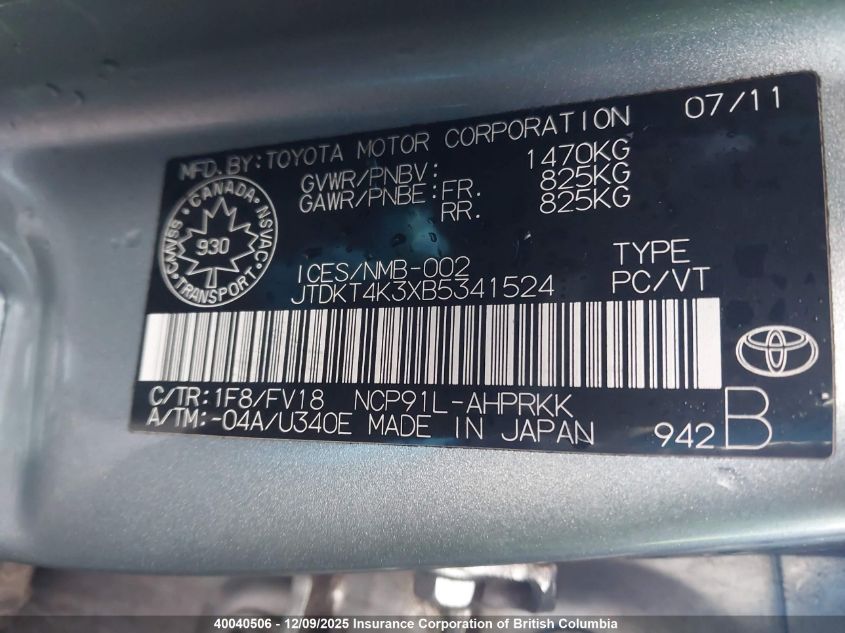 07/11
MFD.BY:TOYOTA MOTOR CORPORATION
GVWR/PNBV: 1470KG
GAWR/PNBE:FR. 825KG
RR. 825KG
CANADA
CMVSS NSVAC
930
TRANSPORT
ICES/NMB-002 TYPE
JTDKT4K3XB5341524 PC/VT
C/TR:1F8/FV18 NCP91L-AHPRKK
A/TM:-04A/U340E MADE IN JAPAN 942B
40040506 - 12/09/2025 Insurance Corporation of British Columbia